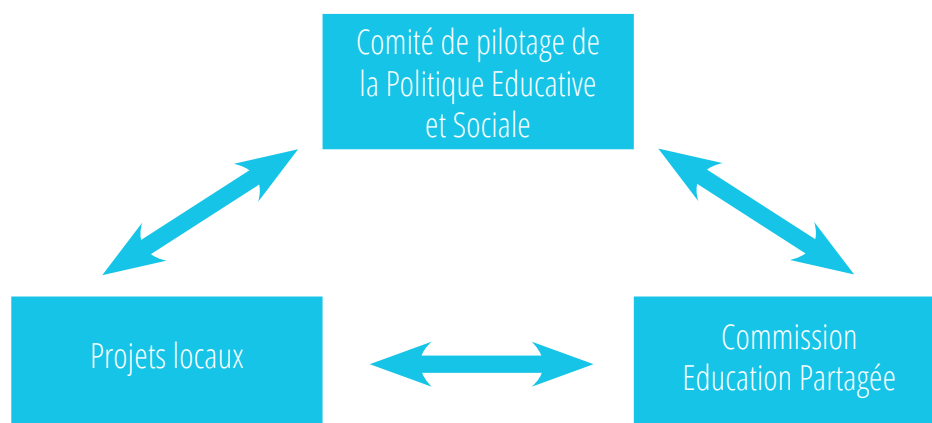 Comité de pilotage de
la Politique Educative
et Sociale
Projets locaux
Commission
Education Partagée